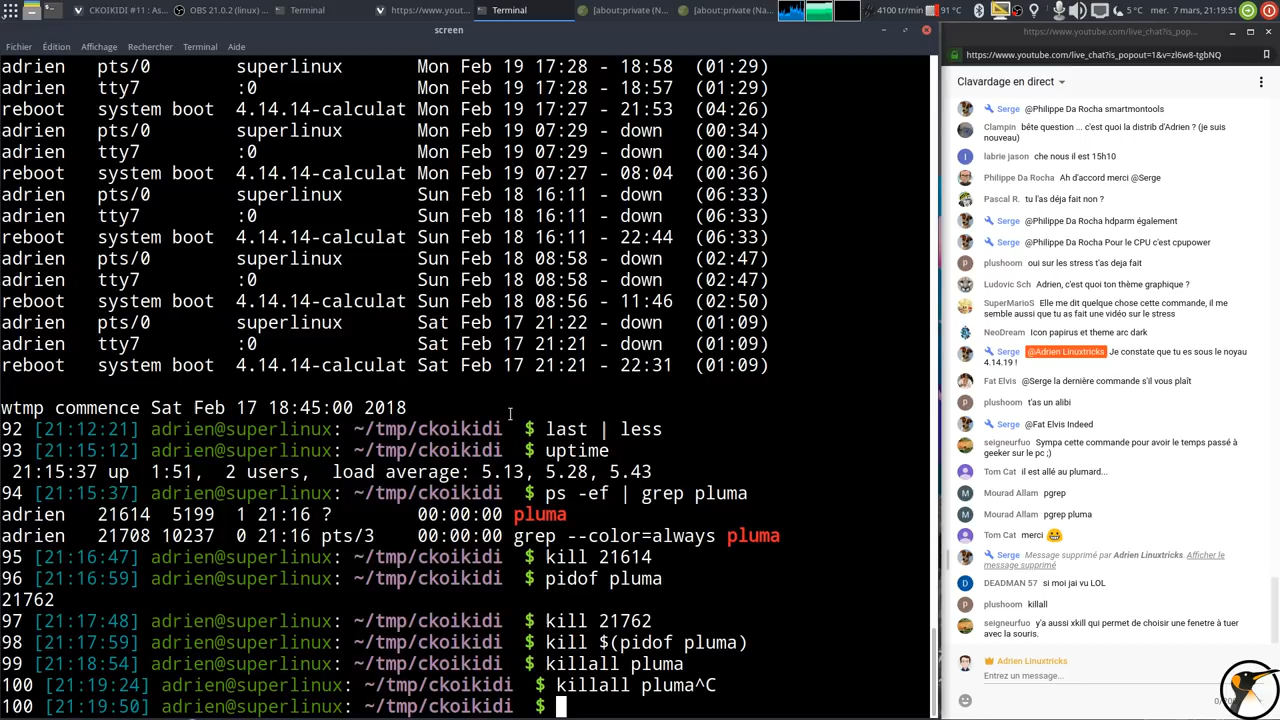 CKOIKIDI #11 : As...
OBS 21.0.2 (linux) ...
Terminal
https://www.yout...
Terminal
[about:private (N...
[about:private (N...
4100 tr/min
91 °C
5 °C
mer. 7 mars, 21:19:51
screen
Fichier Édition Affichage Rechercher Terminal Aide
adrien pts/0 superlinux Mon Feb 19 17:28 - 18:58 (01:29)
adrien tty7 :0 Mon Feb 19 17:28 - 18:57 (01:29)
reboot system boot 4.14.14-calculat Mon Feb 19 17:27 - 21:53 (04:26)
adrien pts/0 superlinux Mon Feb 19 07:29 - down (00:34)
adrien tty7 :0 Mon Feb 19 07:29 - down (00:34)
reboot system boot 4.14.14-calculat Mon Feb 19 07:27 - 08:04 (00:36)
adrien pts/0 superlinux Sun Feb 18 16:11 - down (06:33)
adrien tty7 :0 Sun Feb 18 16:11 - down (06:33)
reboot system boot 4.14.14-calculat Sun Feb 18 16:11 - 22:44 (06:33)
adrien pts/0 superlinux Sun Feb 18 08:58 - down (02:47)
adrien tty7 :0 Sun Feb 18 08:58 - down (02:47)
reboot system boot 4.14.14-calculat Sun Feb 18 08:56 - 11:46 (02:50)
adrien pts/0 superlinux Sat Feb 17 21:22 - down (01:09)
adrien tty7 :0 Sat Feb 17 21:21 - down (01:09)
reboot system boot 4.14.14-calculat Sat Feb 17 21:21 - 22:31 (01:09)
wtmp commence Sat Feb 17 18:45:00 2018
92 [21:12:21] adrien@superlinux: ~/tmp/ckoikidi $ last | less
93 [21:15:12] adrien@superlinux: ~/tmp/ckoikidi $ uptime
21:15:37 up 1:51, 2 users, load average: 5.13, 5.28, 5.43
94 [21:15:37] adrien@superlinux: ~/tmp/ckoikidi $ ps -ef | grep pluma
adrien 21614 5199 1 21:16 ? 00:00:00 pluma
adrien 21708 10237 0 21:16 pts/3 00:00:00 grep --color=always pluma
95 [21:16:47] adrien@superlinux: ~/tmp/ckoikidi $ kill 21614
96 [21:16:59] adrien@superlinux: ~/tmp/ckoikidi $ pidof pluma
21762
97 [21:17:48] adrien@superlinux: ~/tmp/ckoikidi $ kill 21762
98 [21:17:59] adrien@superlinux: ~/tmp/ckoikidi $ kill $(pidof pluma)
99 [21:18:54] adrien@superlinux: ~/tmp/ckoikidi $ killall pluma
100 [21:19:24] adrien@superlinux: ~/tmp/ckoikidi $ killall pluma^C
100 [21:19:50] adrien@superlinux: ~/tmp/ckoikidi $
https://www.youtube.com/live_chat?is_pop...
https://www.youtube.com/live_chat?is_popout=1&v=zl6w8-tgbNQ
Clavardage en direct
Serge @Philippe Da Rocha smartmontools
Clampin bête question ... c'est quoi la distrib d'Adrien ? (je suis
nouveau)
labrie jason che nous il est 15h10
Philippe Da Rocha Ah d'accord merci @Serge
Pascal R. tu l'as déja fait non ?
Serge @Philippe Da Rocha hdparm également
Serge @Philippe Da Rocha Pour le CPU c'est cpupower
plushoom oui sur les stress t'as deja fait
Ludovic Sch Adrien, c'est quoi ton thème graphique ?
SuperMarioS Elle me dit quelque chose cette commande, il me
semble aussi que tu as fait une vidéo sur le stress
NeoDream Icon papirus et theme arc dark
Serge @Adrien Linuxtricks Je constate que tu es sous le noyau
4.14.19 !
Fat Elvis @Serge la dernière commande s'il vous plaît
plushoom t'as un alibi
Serge @Fat Elvis Indeed
seigneurfuo Sympa cette commande pour avoir le temps passé à
geeker sur le pc ;)
Tom Cat il est allé au plumard...
Mourad Allam pgrep
Mourad Allam pgrep pluma
Tom Cat merci
Serge Message supprimé par Adrien Linuxtricks. Afficher le
message supprimé
DEADMAN 57 si moi jai vu LOL
plushoom killall
seigneurfuo y'a aussi xkill qui permet de choisir une fenetre à tuer
avec la souris.
Adrien Linuxtricks
Entrez un message...